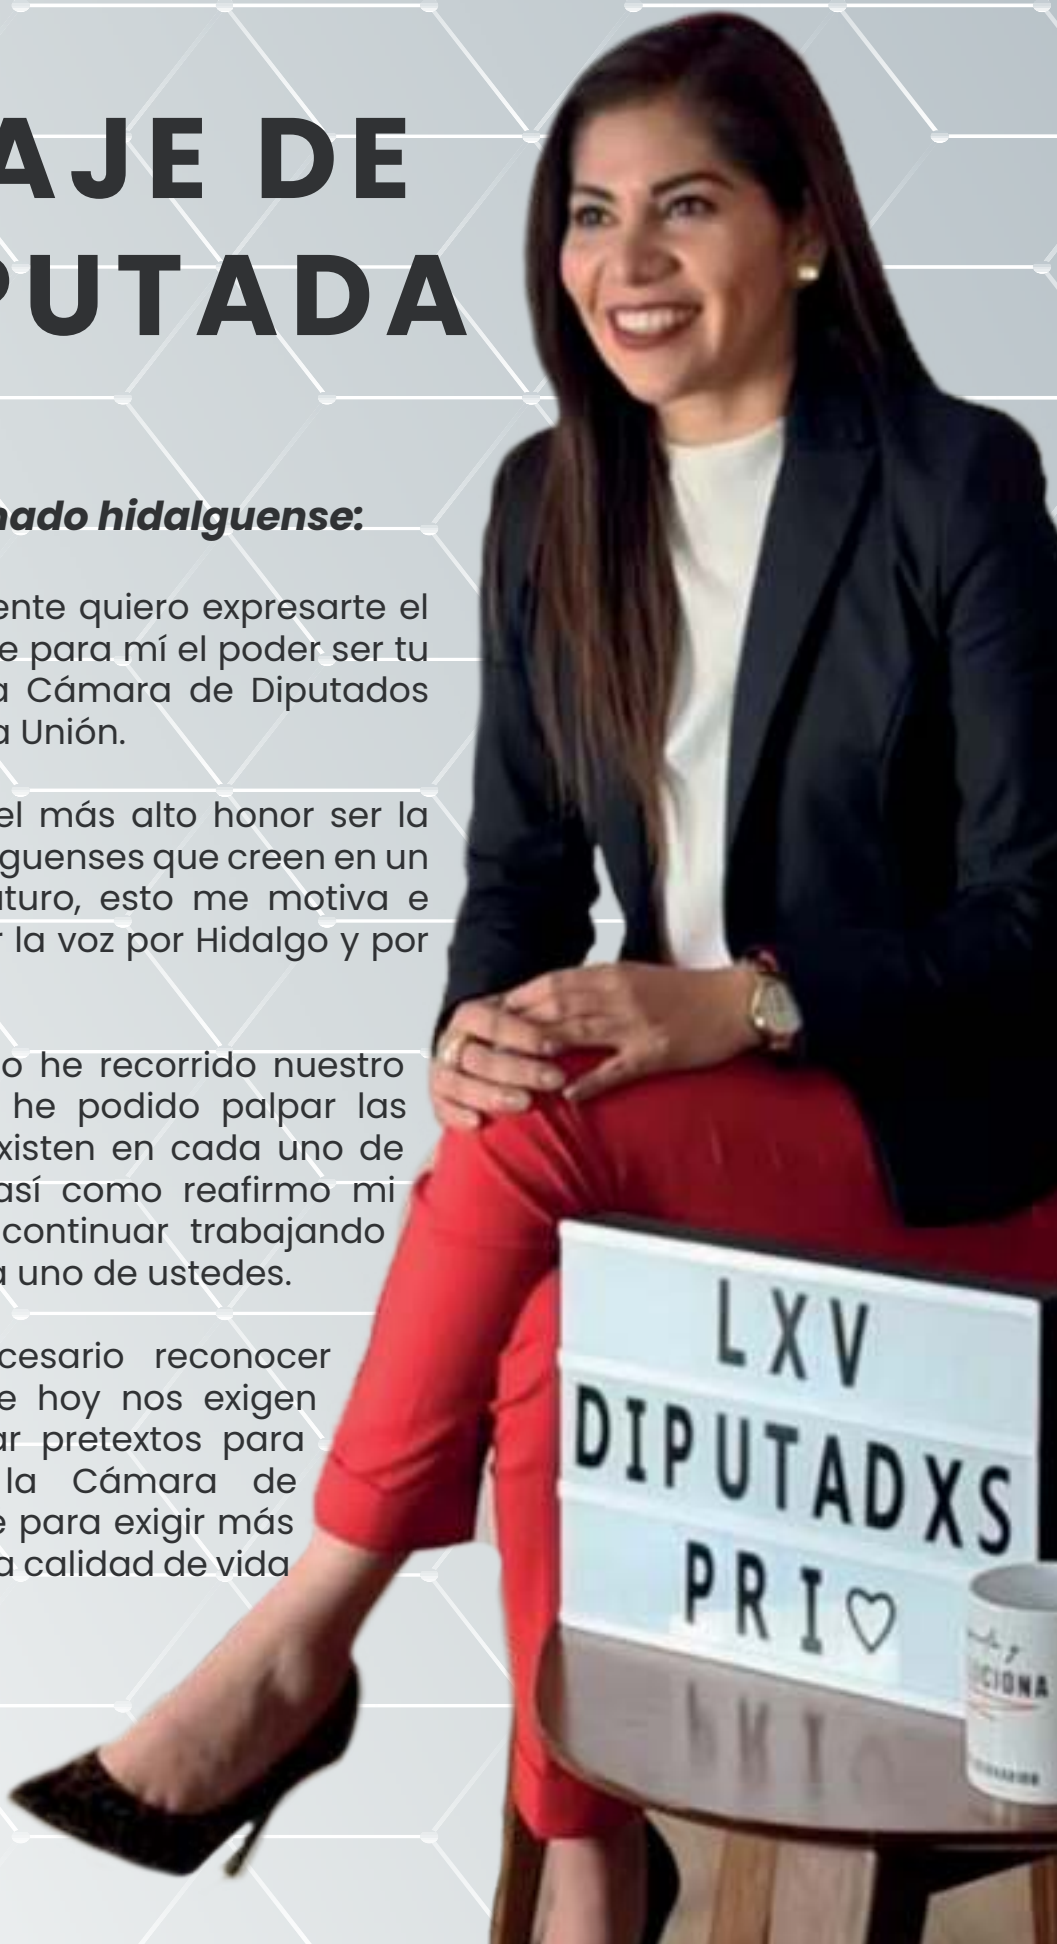 AJE DE
PUTADA
nado hidalguense:
ente quiero expresarte el
e para mí el poder ser tu
a Cámara de Diputados
a Unión.
el más alto honor ser la
guenses que creen en un
uturo, esto me motiva e
r la voz por Hidalgo y por
o he recorrido nuestro
he podido palpar las
xisten en cada uno de
así como reafirmo mi
continuar trabajando
a uno de ustedes.
cesario reconocer
e hoy nos exigen
ar pretextos para
la Cámara de
e para exigir más
a calidad de vida
LXV
DIPUTADXS
PRI♡
CIONA